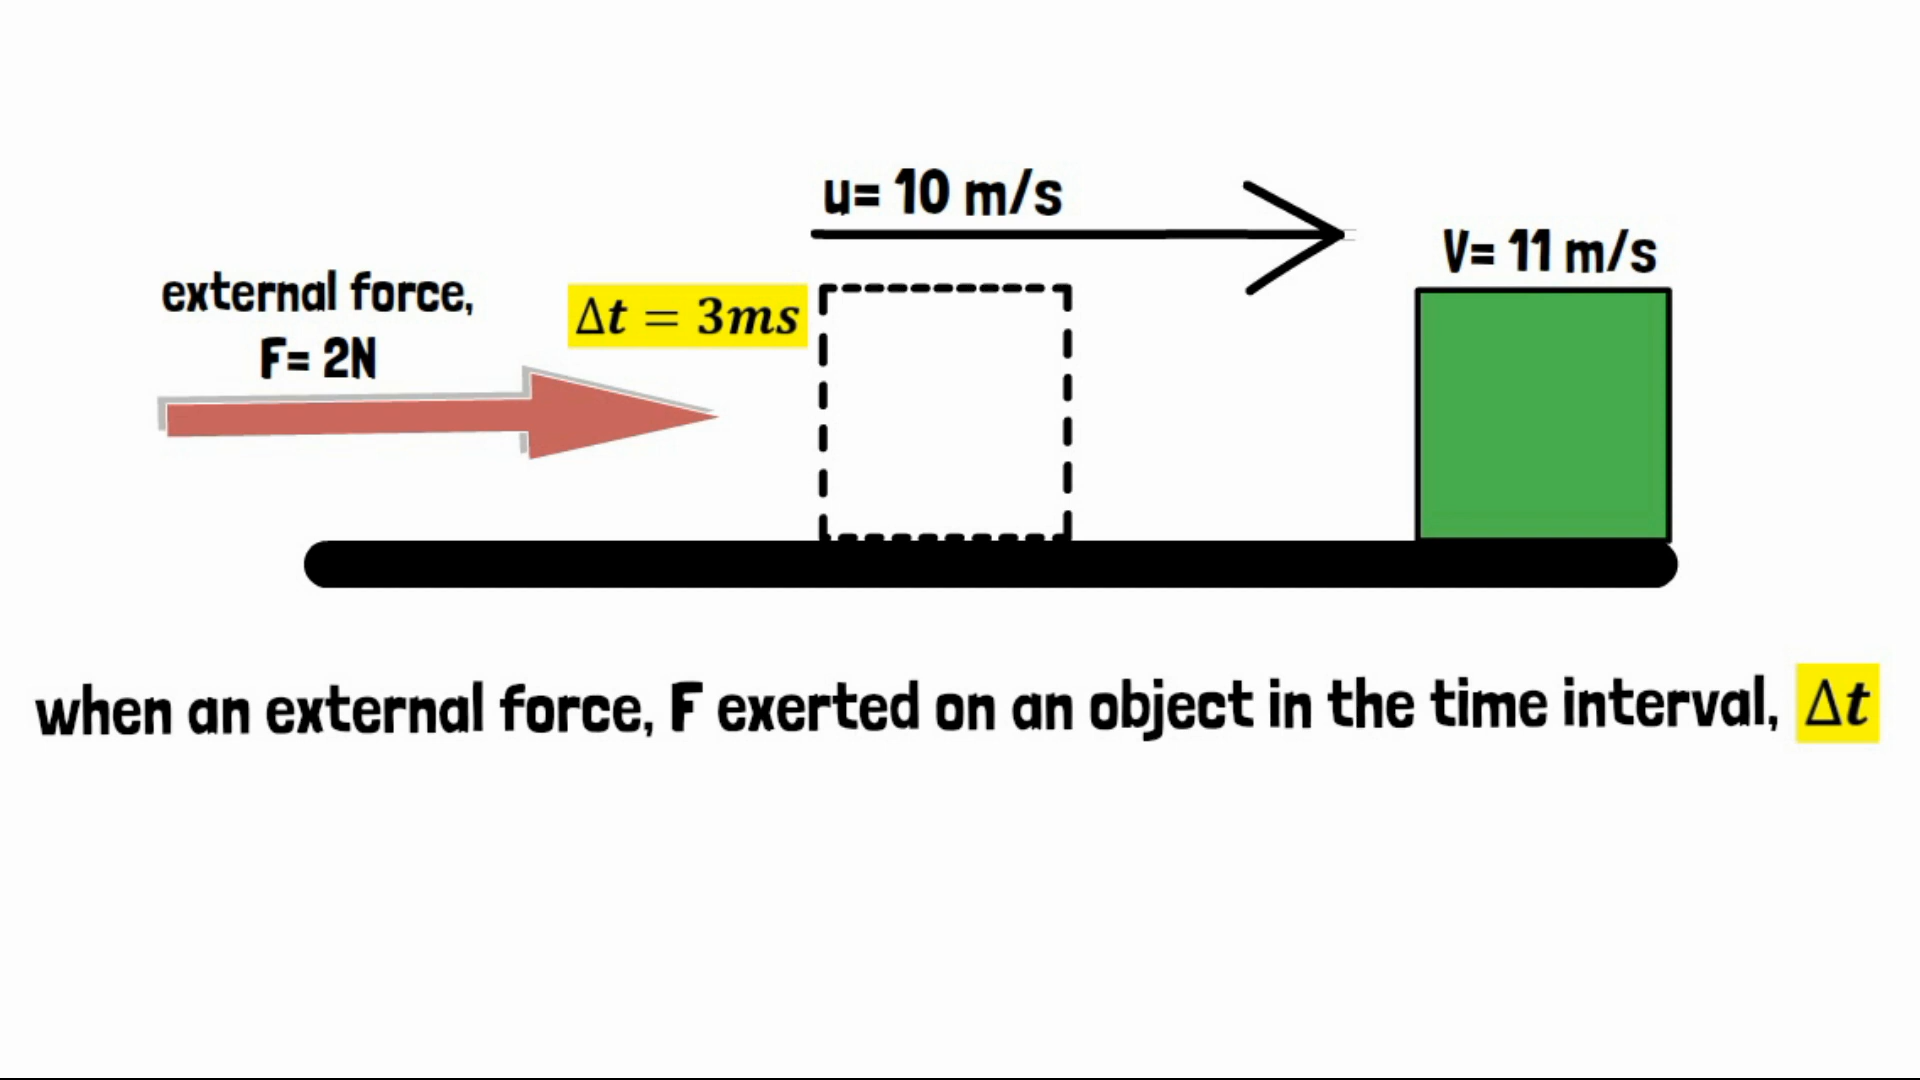 u= 10 m/s
V= 11 m/s
external force,
F= 2N
Δt = 3ms
when an external force, F exerted on an object in the time interval, Δt